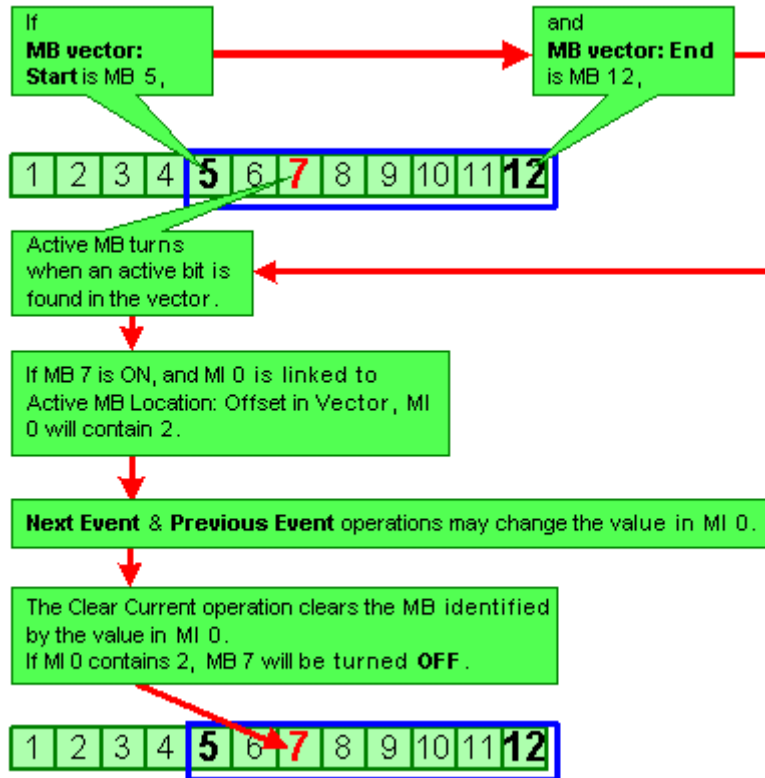 If
MB vector:
Start is MB 5,
and
MB vector: End
is MB 12,
1 2 3 4 5 6 7 8 9 10 11 12
Active MB turns
when an active bit is
found in the vector.
If MB 7 is ON, and MI 0 is linked to
Active MB Location: Offset in Vector, MI
0 will contain 2.
Next Event & Previous Event operations may change the value in MI 0.
The Clear Current operation clears the MB identified
by the value in MI 0.
If MI 0 contains 2, MB 7 will be turned OFF.
1 2 3 4 5 6 7 8 9 10 11 12